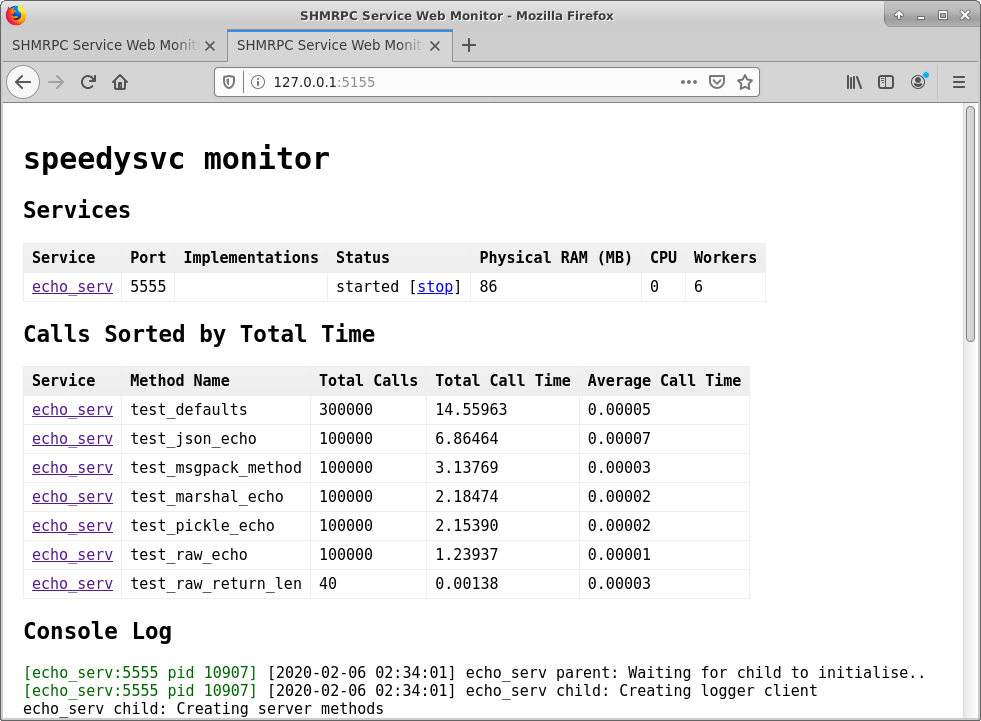 SHMRPC Service Web Monitor - Mozilla Firefox
SHMRPC Service Web Monit SHMRPC Service Web Monit
127.0.0.1:5155
speedysvc monitor
Services
Service Port Implementations Status Physical RAM (MB) CPU Workers
echo_serv 5555 started [stop] 86 0 6
Calls Sorted by Total Time
Service Method Name Total Calls Total Call Time Average Call Time
echo_serv test_defaults 300000 14.55963 0.00005
echo_serv test_json_echo 100000 6.86464 0.00007
echo_serv test_msgpack_method 100000 3.13769 0.00003
echo_serv test_marshal_echo 100000 2.18474 0.00002
echo_serv test_pickle_echo 100000 2.15390 0.00002
echo_serv test_raw_echo 100000 1.23937 0.00001
echo_serv test_raw_return_len 40 0.00138 0.00003
Console Log
[echo_serv:5555 pid 10907] [2020-02-06 02:34:01] echo_serv parent: Waiting for child to initialise..
[echo_serv:5555 pid 10907] [2020-02-06 02:34:01] echo_serv child: Creating logger client
echo_serv child: Creating server methods